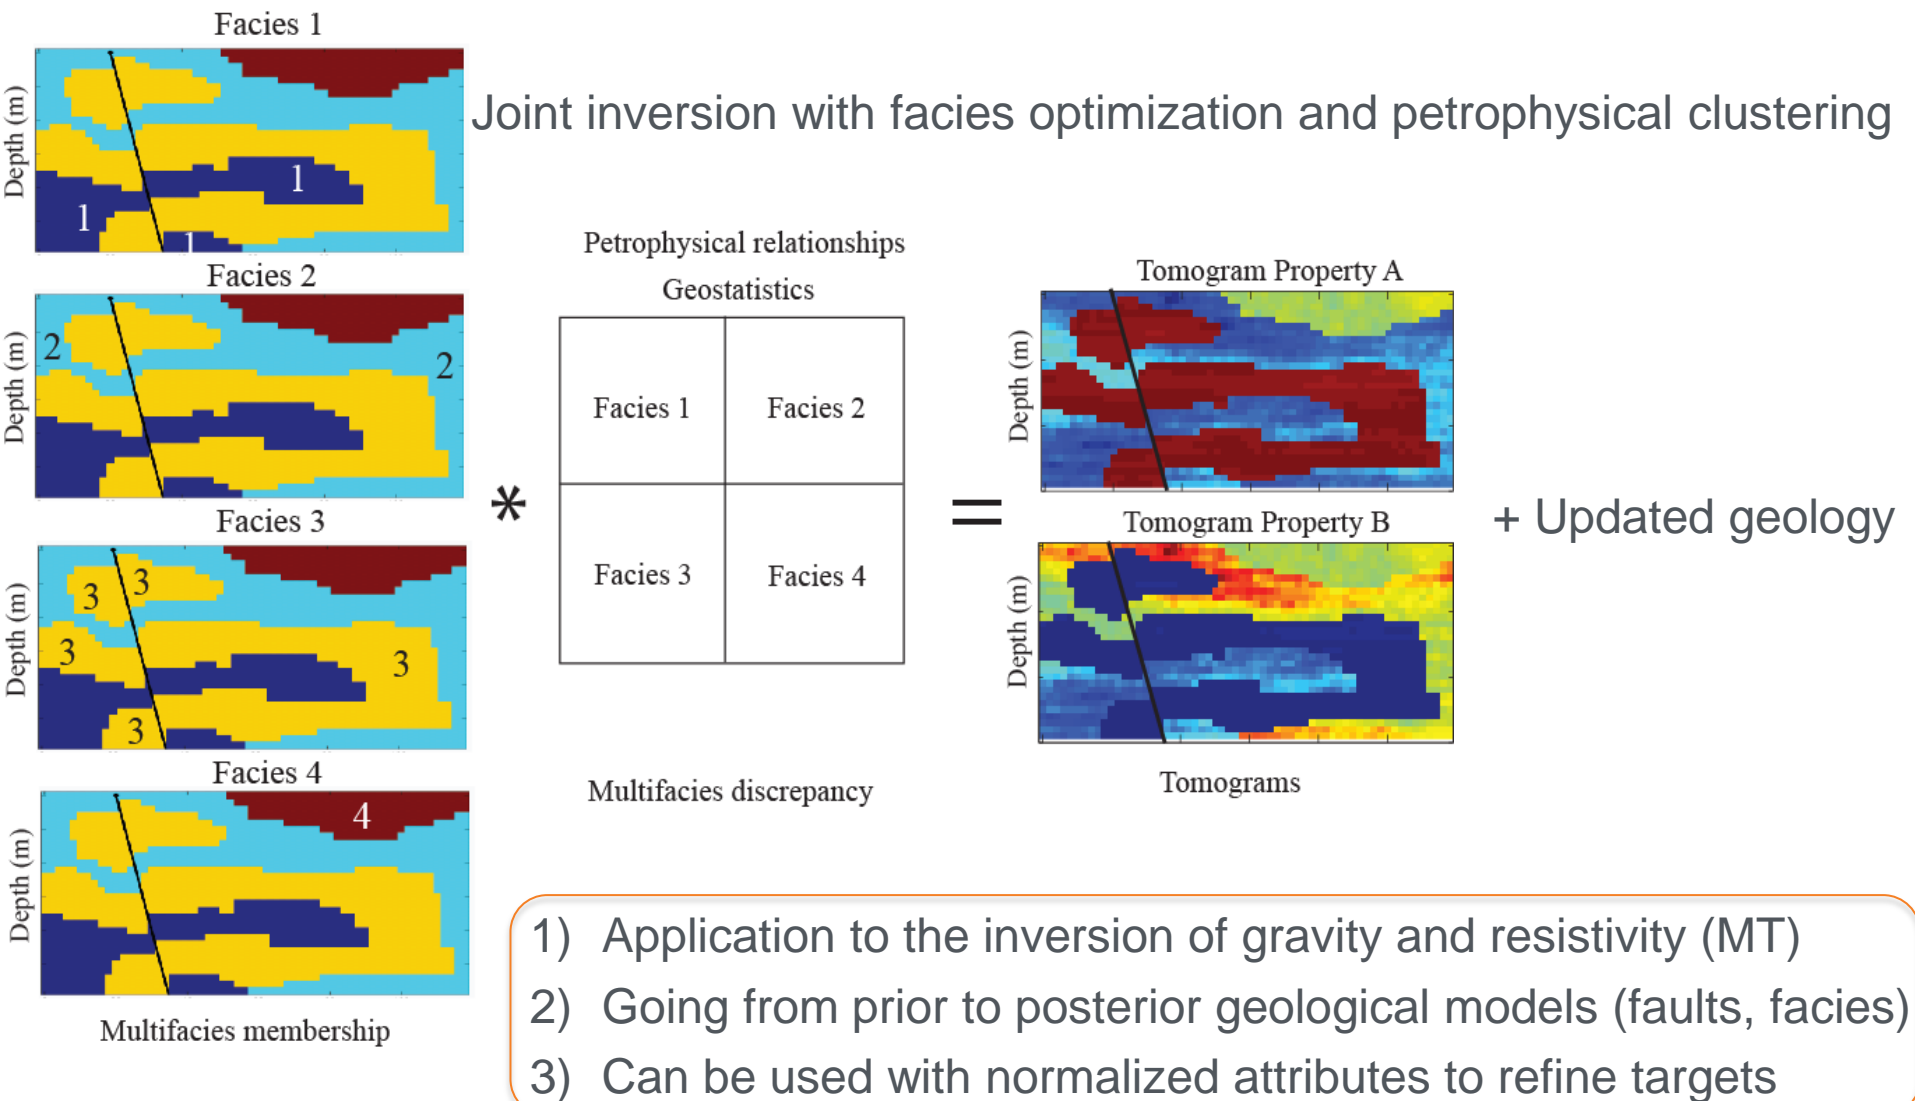 Facies 1
Depth (m)
1
1
1
Joint inversion with facies optimization and petrophysical clustering
Facies 2
Depth (m)
2
2
Facies 3
Depth (m)
3
3
3
3
3
Facies 4
Depth (m)
4
Multifacies membership
*
Petrophysical relationships
Geostatistics
Facies 1 Facies 2
Facies 3 Facies 4
Multifacies discrepancy
=
Tomogram Property A
Depth (m)
Tomogram Property B
Depth (m)
Tomograms
+ Updated geology
1) Application to the inversion of gravity and resistivity (MT)
2) Going from prior to posterior geological models (faults, facies)
3) Can be used with normalized attributes to refine targets